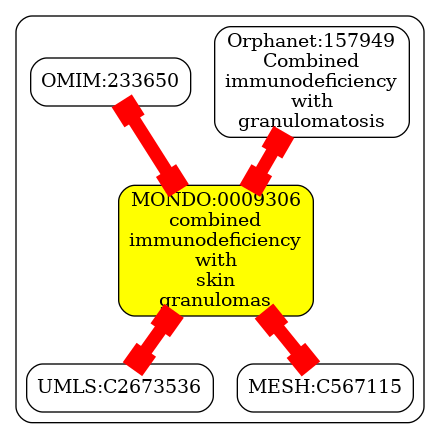 OMIM:233650
Orphanet:157949
Combined
immunodeficiency
with
granulomatosis
MONDO:0009306
combined
immunodeficiency
with
skin
granulomas
UMLS:C2673536
MESH:C567115